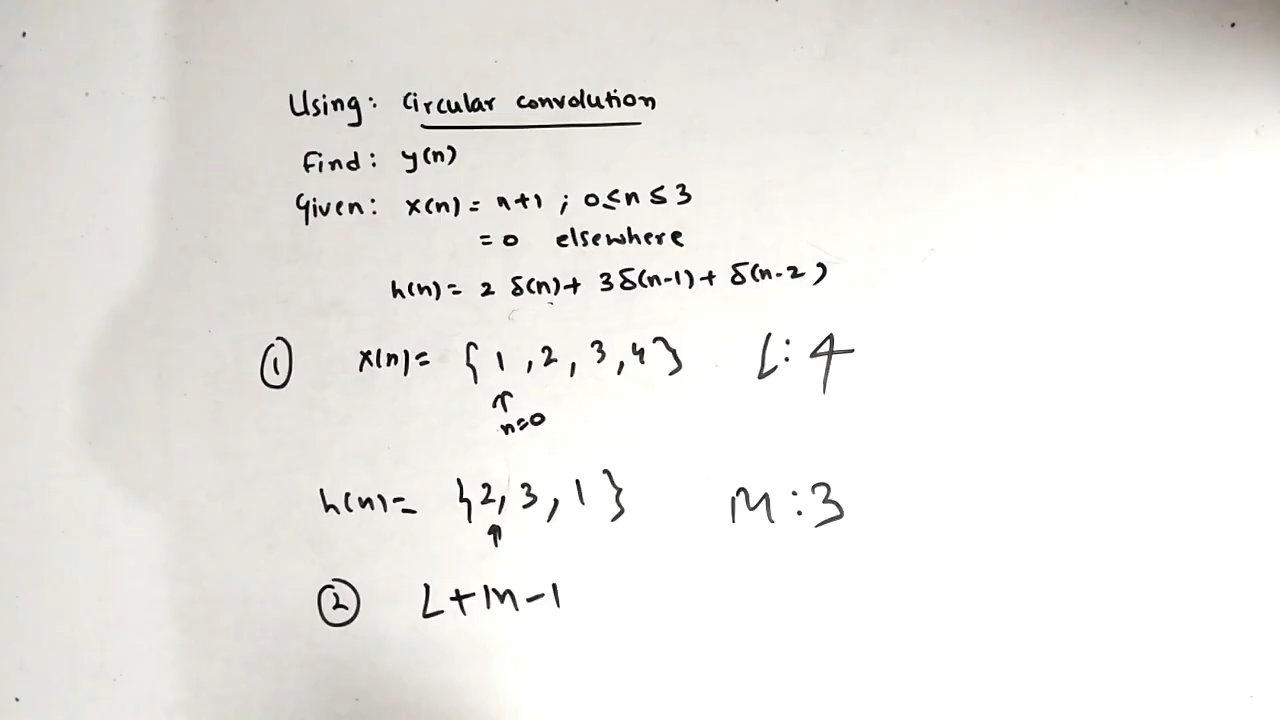 Using: Circular convolution
Find: y(n)
Given: x(n) = n+1 ; 0≤n≤3
= 0 elsewhere
h(n) = 2 δ(n)+ 3δ(n-1)+ δ(n-2)
① x(n)= {1, 2, 3, 4} L: 4
↑
n=0
h(n)= {2, 3, 1} M: 3
↑
② L+M-1